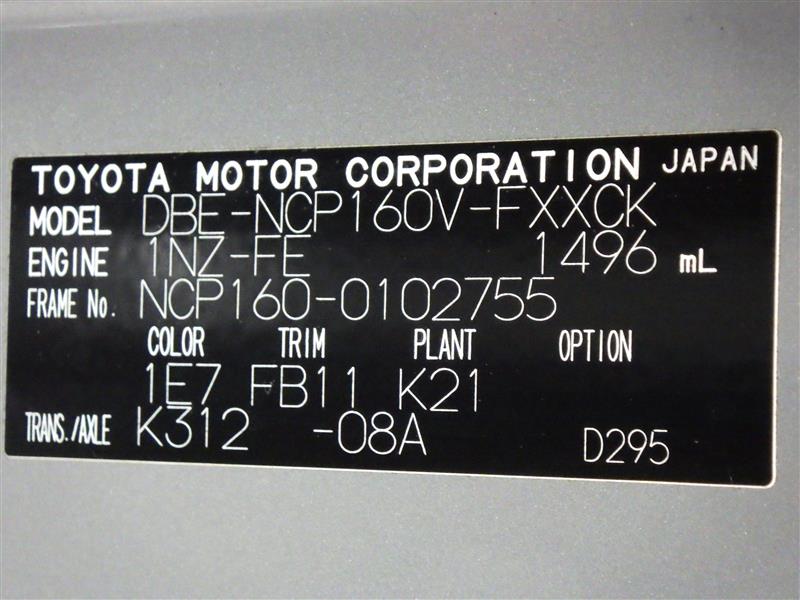 TOYOTA MOTOR CORPORATION JAPAN
MODEL DBE-NCP160V-FXXCK
ENGINE 1NZ-FE 1496 mL
FRAME No. NCP160-0102755
COLOR TRIM PLANT OPTION
1E7 FB11 K21
TRANS./AXLE K312 -08A D295